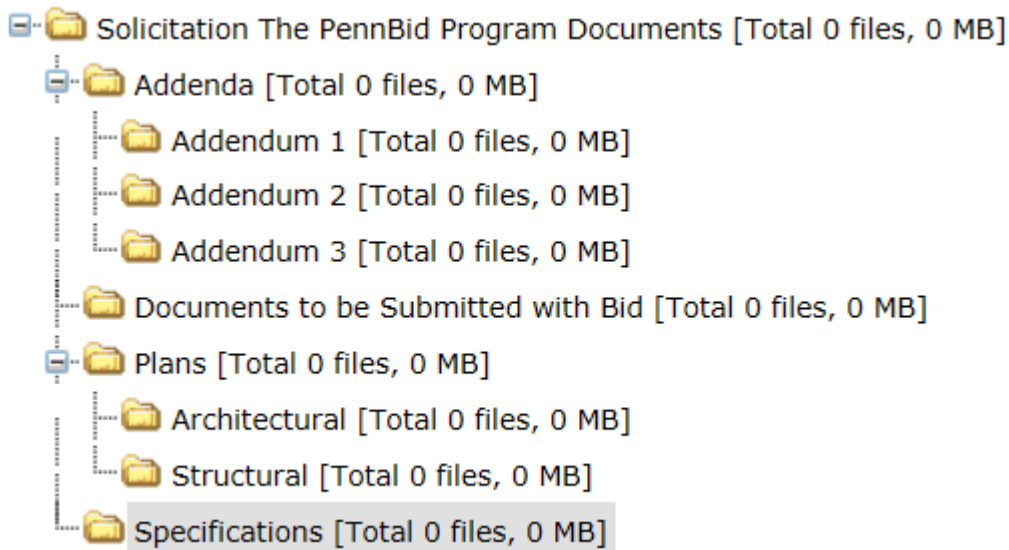 Solicitation The PennBid Program Documents [Total 0 files, 0 MB]
Addenda [Total 0 files, 0 MB]
Addendum 1 [Total 0 files, 0 MB]
Addendum 2 [Total 0 files, 0 MB]
Addendum 3 [Total 0 files, 0 MB]
Documents to be Submitted with Bid [Total 0 files, 0 MB]
Plans [Total 0 files, 0 MB]
Architectural [Total 0 files, 0 MB]
Structural [Total 0 files, 0 MB]
Specifications [Total 0 files, 0 MB]